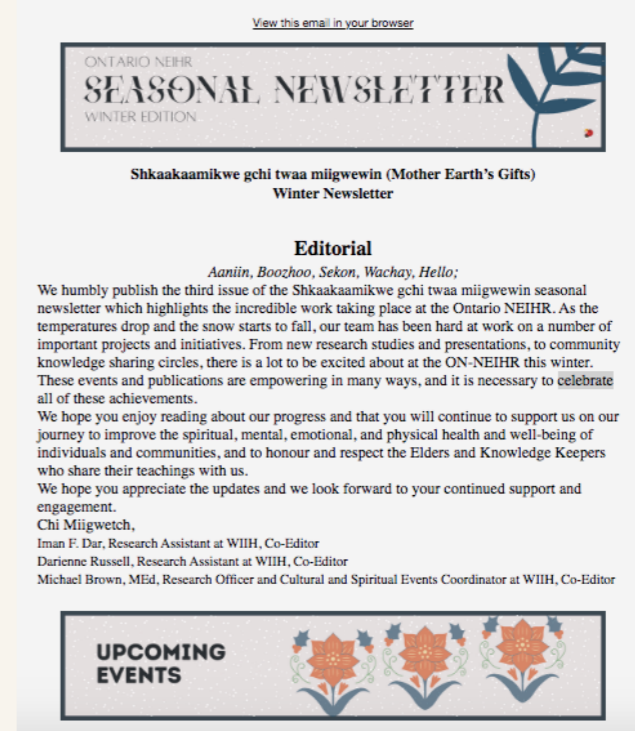 View this email in your browser
ONTARIO NEIHR
SEASONAL NEWSLETTER
WINTER EDITION
Shkaakaamikwe gchi twaa miigwewin (Mother Earth's Gifts)
Winter Newsletter
Editorial
Aaniin, Boozhoo, Sekon, Wachay, Hello;
We humbly publish the third issue of the Shkaakaamikwe gchi twaa miigwewin seasonal
newsletter which highlights the incredible work taking place at the Ontario NEIHR. As the
temperatures drop and the snow starts to fall, our team has been hard at work on a number of
important projects and initiatives. From new research studies and presentations, to community
knowledge sharing circles, there is a lot to be excited about at the ON-NEIHR this winter.
These events and publications are empowering in many ways, and it is necessary to celebrate
all of these achievements.
We hope you enjoy reading about our progress and that you will continue to support us on our
journey to improve the spiritual, mental, emotional, and physical health and well-being of
individuals and communities, and to honour and respect the Elders and Knowledge Keepers
who share their teachings with us.
We hope you appreciate the updates and we look forward to your continued support and
engagement.
Chi Miigwetch,
Iman F. Dar, Research Assistant at WIIH, Co-Editor
Darienne Russell, Research Assistant at WIIH, Co-Editor
Michael Brown, MEd, Research Officer and Cultural and Spiritual Events Coordinator at WIIH, Co-Editor
UPCOMING
EVENTS